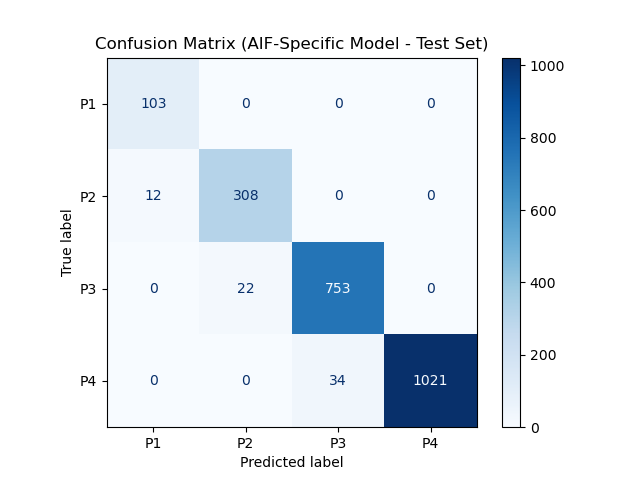 Confusion Matrix (AIF-Specific Model - Test Set)
P1 103 0 0 0
P2 12 308 0 0
P3 0 22 753 0
P4 0 0 34 1021
P1 P2 P3 P4
Predicted label
True label
1000
800
600
400
200
0